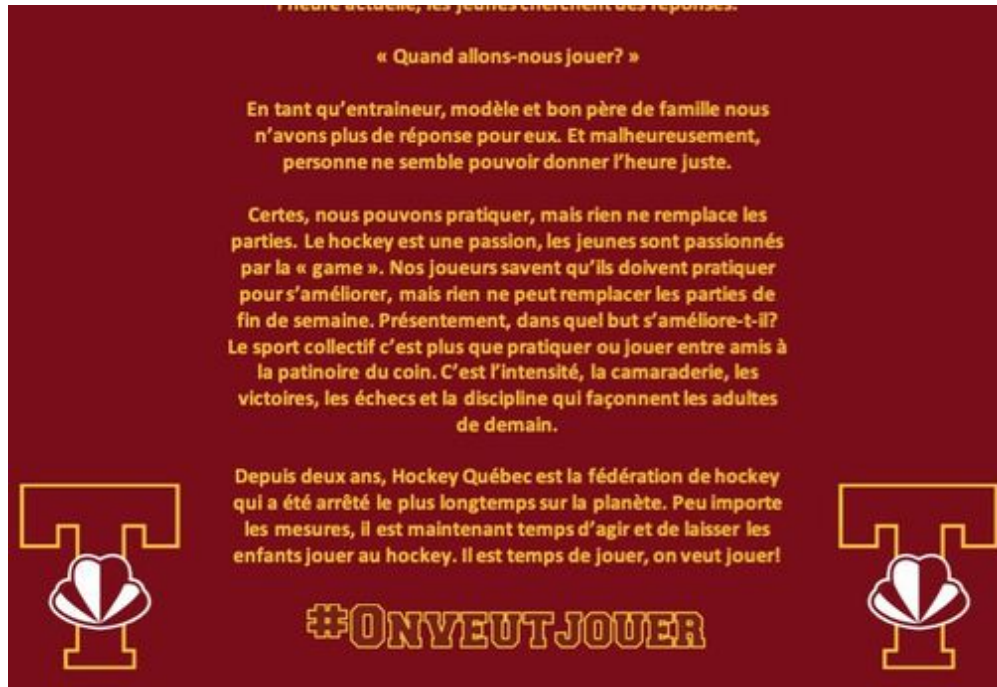 l'heure actuelle, les jeunes cherchent des réponses.
« Quand allons-nous jouer? »
En tant qu'entraineur, modèle et bon père de famille nous
n'avons plus de réponse pour eux. Et malheureusement,
personne ne semble pouvoir donner l'heure juste.
Certes, nous pouvons pratiquer, mais rien ne remplace les
parties. Le hockey est une passion, les jeunes sont passionnés
par la « game ». Nos joueurs savent qu'ils doivent pratiquer
pour s'améliorer, mais rien ne peut remplacer les parties de
fin de semaine. Présentement, dans quel but s'améliore-t-il?
Le sport collectif c'est plus que pratiquer ou jouer entre amis à
la patinoire du coin. C'est l'intensité, la camaraderie, les
victoires, les échecs et la discipline qui façonnent les adultes
de demain.
Depuis deux ans, Hockey Québec est la fédération de hockey
qui a été arrêté le plus longtemps sur la planète. Peu importe
les mesures, il est maintenant temps d'agir et de laisser les
enfants jouer au hockey. Il est temps de jouer, on veut jouer!
T
T
#ONVEUTJOUER